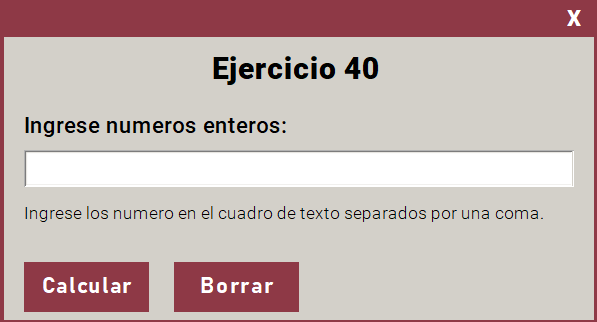 X
Ejercicio 40
Ingrese numeros enteros:
Ingrese los numero en el cuadro de texto separados por una coma.
Calcular Borrar